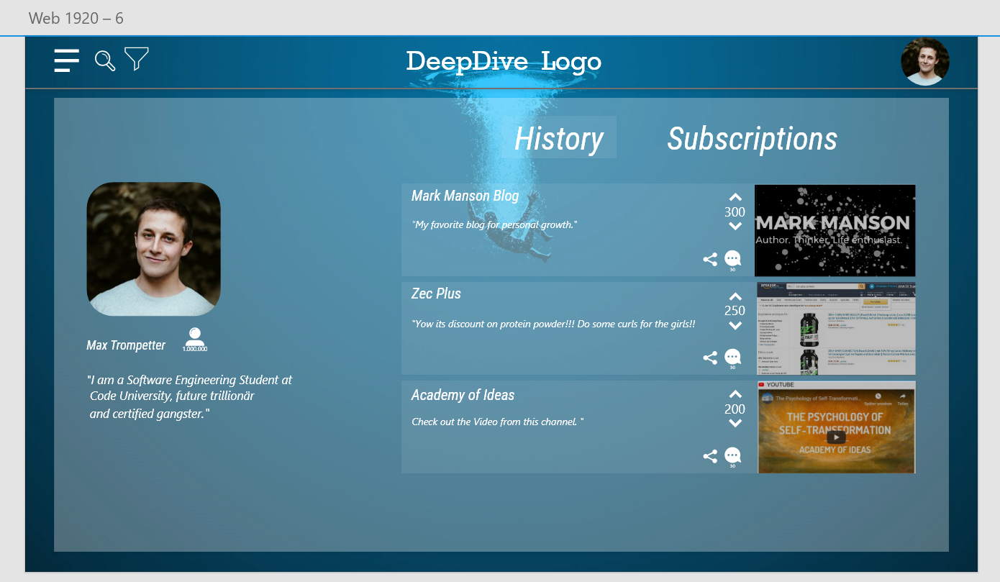 Web 1920 – 6
DeepDive Logo
History
Subscriptions
Max Trompetter
1.000.000
"I am a Software Engineering Student at
Code University, future trillionär
and certified gangster."
Mark Manson Blog
"My favorite blog for personal growth."
300
30
MARK MANSON
Author. Thinker. Life enthusiast.
Zec Plus
"Yow its discount on protein powder!!! Do some curls for the girls!!
250
30
amazon
Academy of Ideas
Check out the Video from this channel. "
200
30
YOUTUBE
The Psychology of Self-Transformati...
Später ansehen
Teilen
THE PSYCHOLOGY OF
SELF-TRANSFORMATION
ACADEMY OF IDEAS